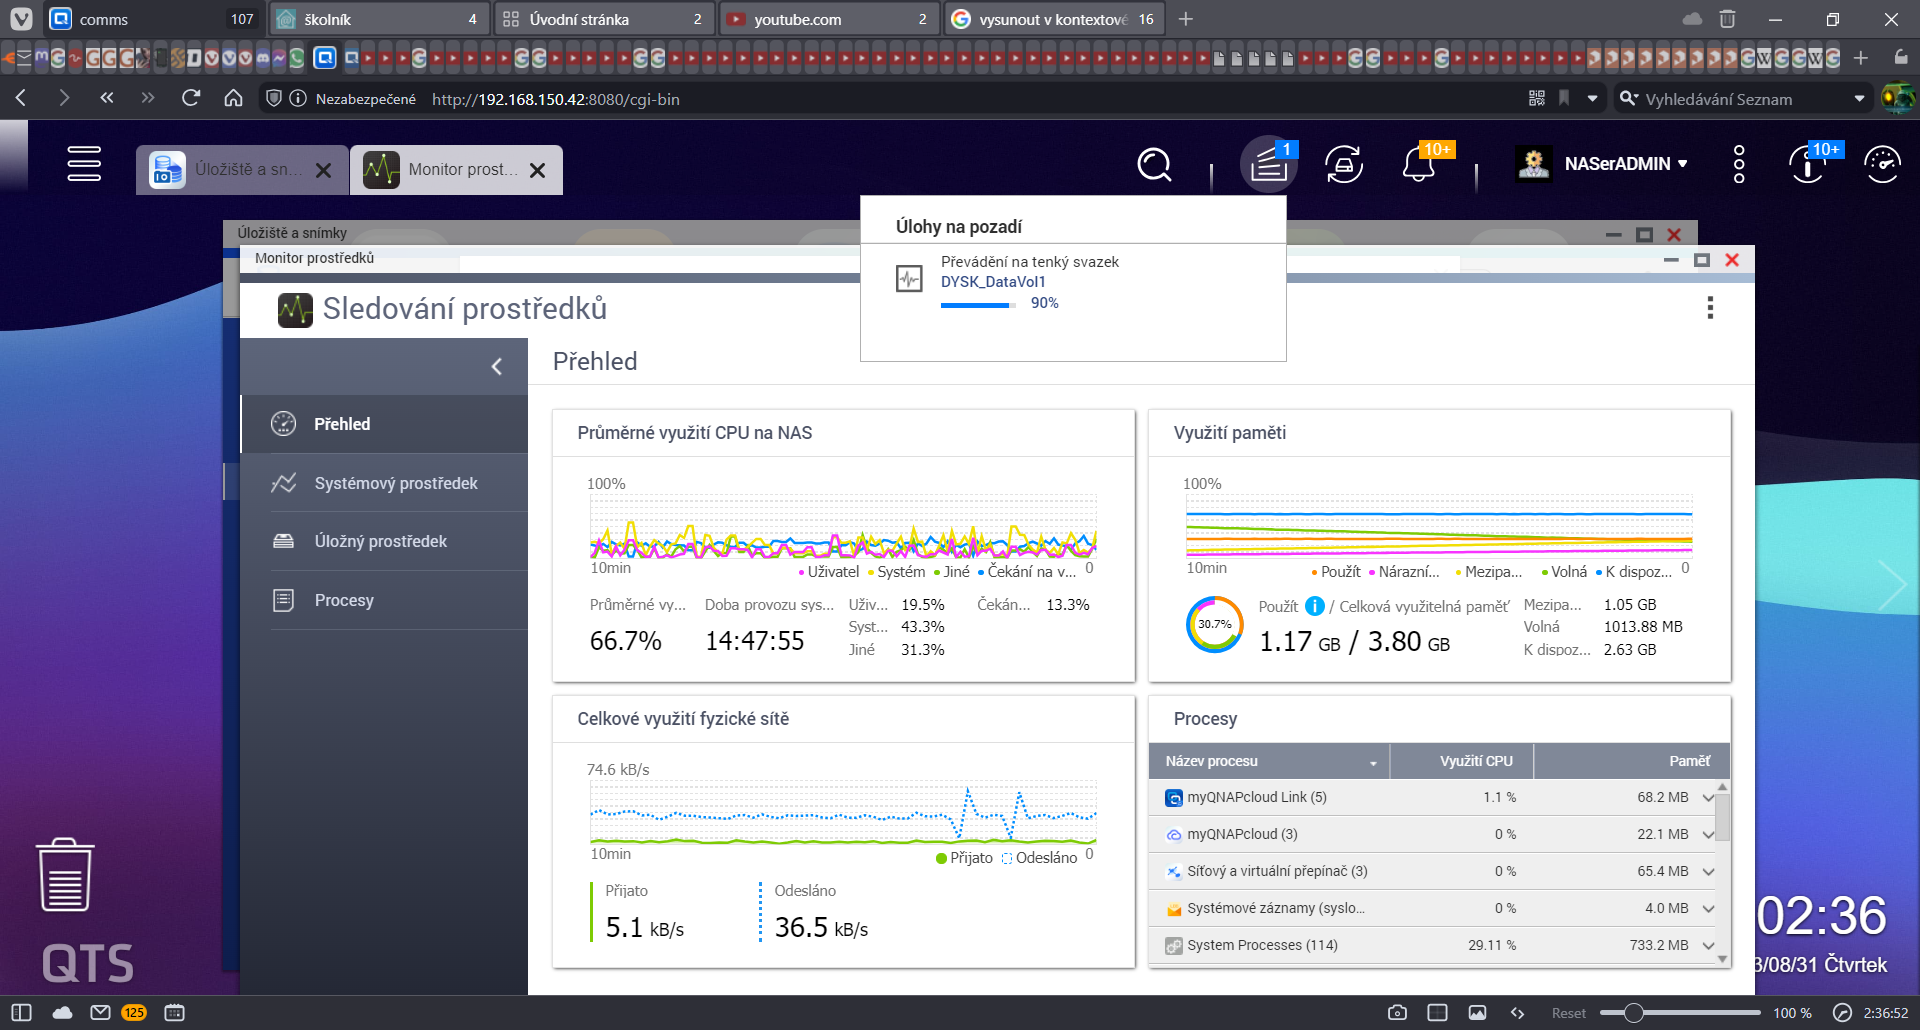 comms 107
školník 4
Úvodní stránka 2
youtube.com 2
vysunout v kontextové 16
Nezabezpečené http://192.168.150.42:8080/cgi-bin
Vyhledávání Seznam
Úložiště a sn...
Monitor prost...
1
10+
NASerADMIN
10+
Úložiště a snímky
Monitor prostředků
Úlohy na pozadí
Převádění na tenký svazek
DYSK_DataVol1
90%
Sledování prostředků
Přehled
Systémový prostředek
Úložný prostředek
Procesy
Přehled
Průměrné využití CPU na NAS
100%
10min
0
Uživatel
Systém
Jiné
Čekání na v...
Průměrné vy...
66.7%
Doba provozu sys...
14:47:55
Uživ... 19.5%
Syst... 43.3%
Jiné 31.3%
Čekán... 13.3%
Využití paměti
100%
10min
0
Použít
Nárazní...
Mezipa...
Volná
K dispoz...
30.7%
Použít i / Celková využitelná paměť
1.17 GB / 3.80 GB
Mezipa... 1.05 GB
Volná 1013.88 MB
K dispoz... 2.63 GB
Celkové využití fyzické sítě
74.6 kB/s
10min
0
Přijato
Odesláno
Přijato
5.1 kB/s
Odesláno
36.5 kB/s
Procesy
Název procesu Využití CPU Paměť
myQNAPcloud Link (5) 1.1 % 68.2 MB
myQNAPcloud (3) 0 % 22.1 MB
Síťový a virtuální přepínač (3) 0 % 65.4 MB
Systémové záznamy (syslo... 0 % 4.0 MB
System Processes (114) 29.11 % 733.2 MB
QTS
02:36
3/08/31 Čtvrtek
125
Reset
100 %
2:36:52